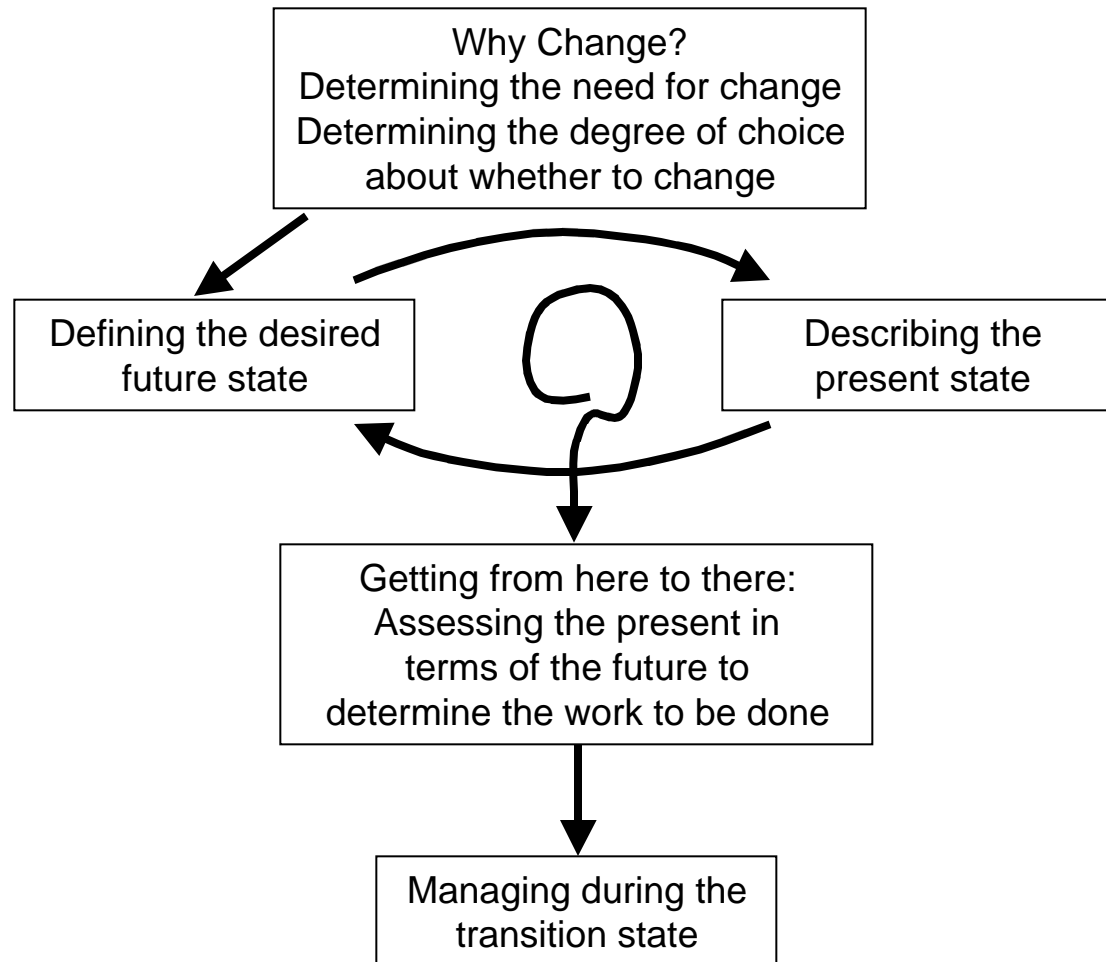 Why Change?
Determining the need for change
Determining the degree of choice
about whether to change
Defining the desired
future state
Describing the
present state
Getting from here to there:
Assessing the present in
terms of the future to
determine the work to be done
Managing during the
transition state